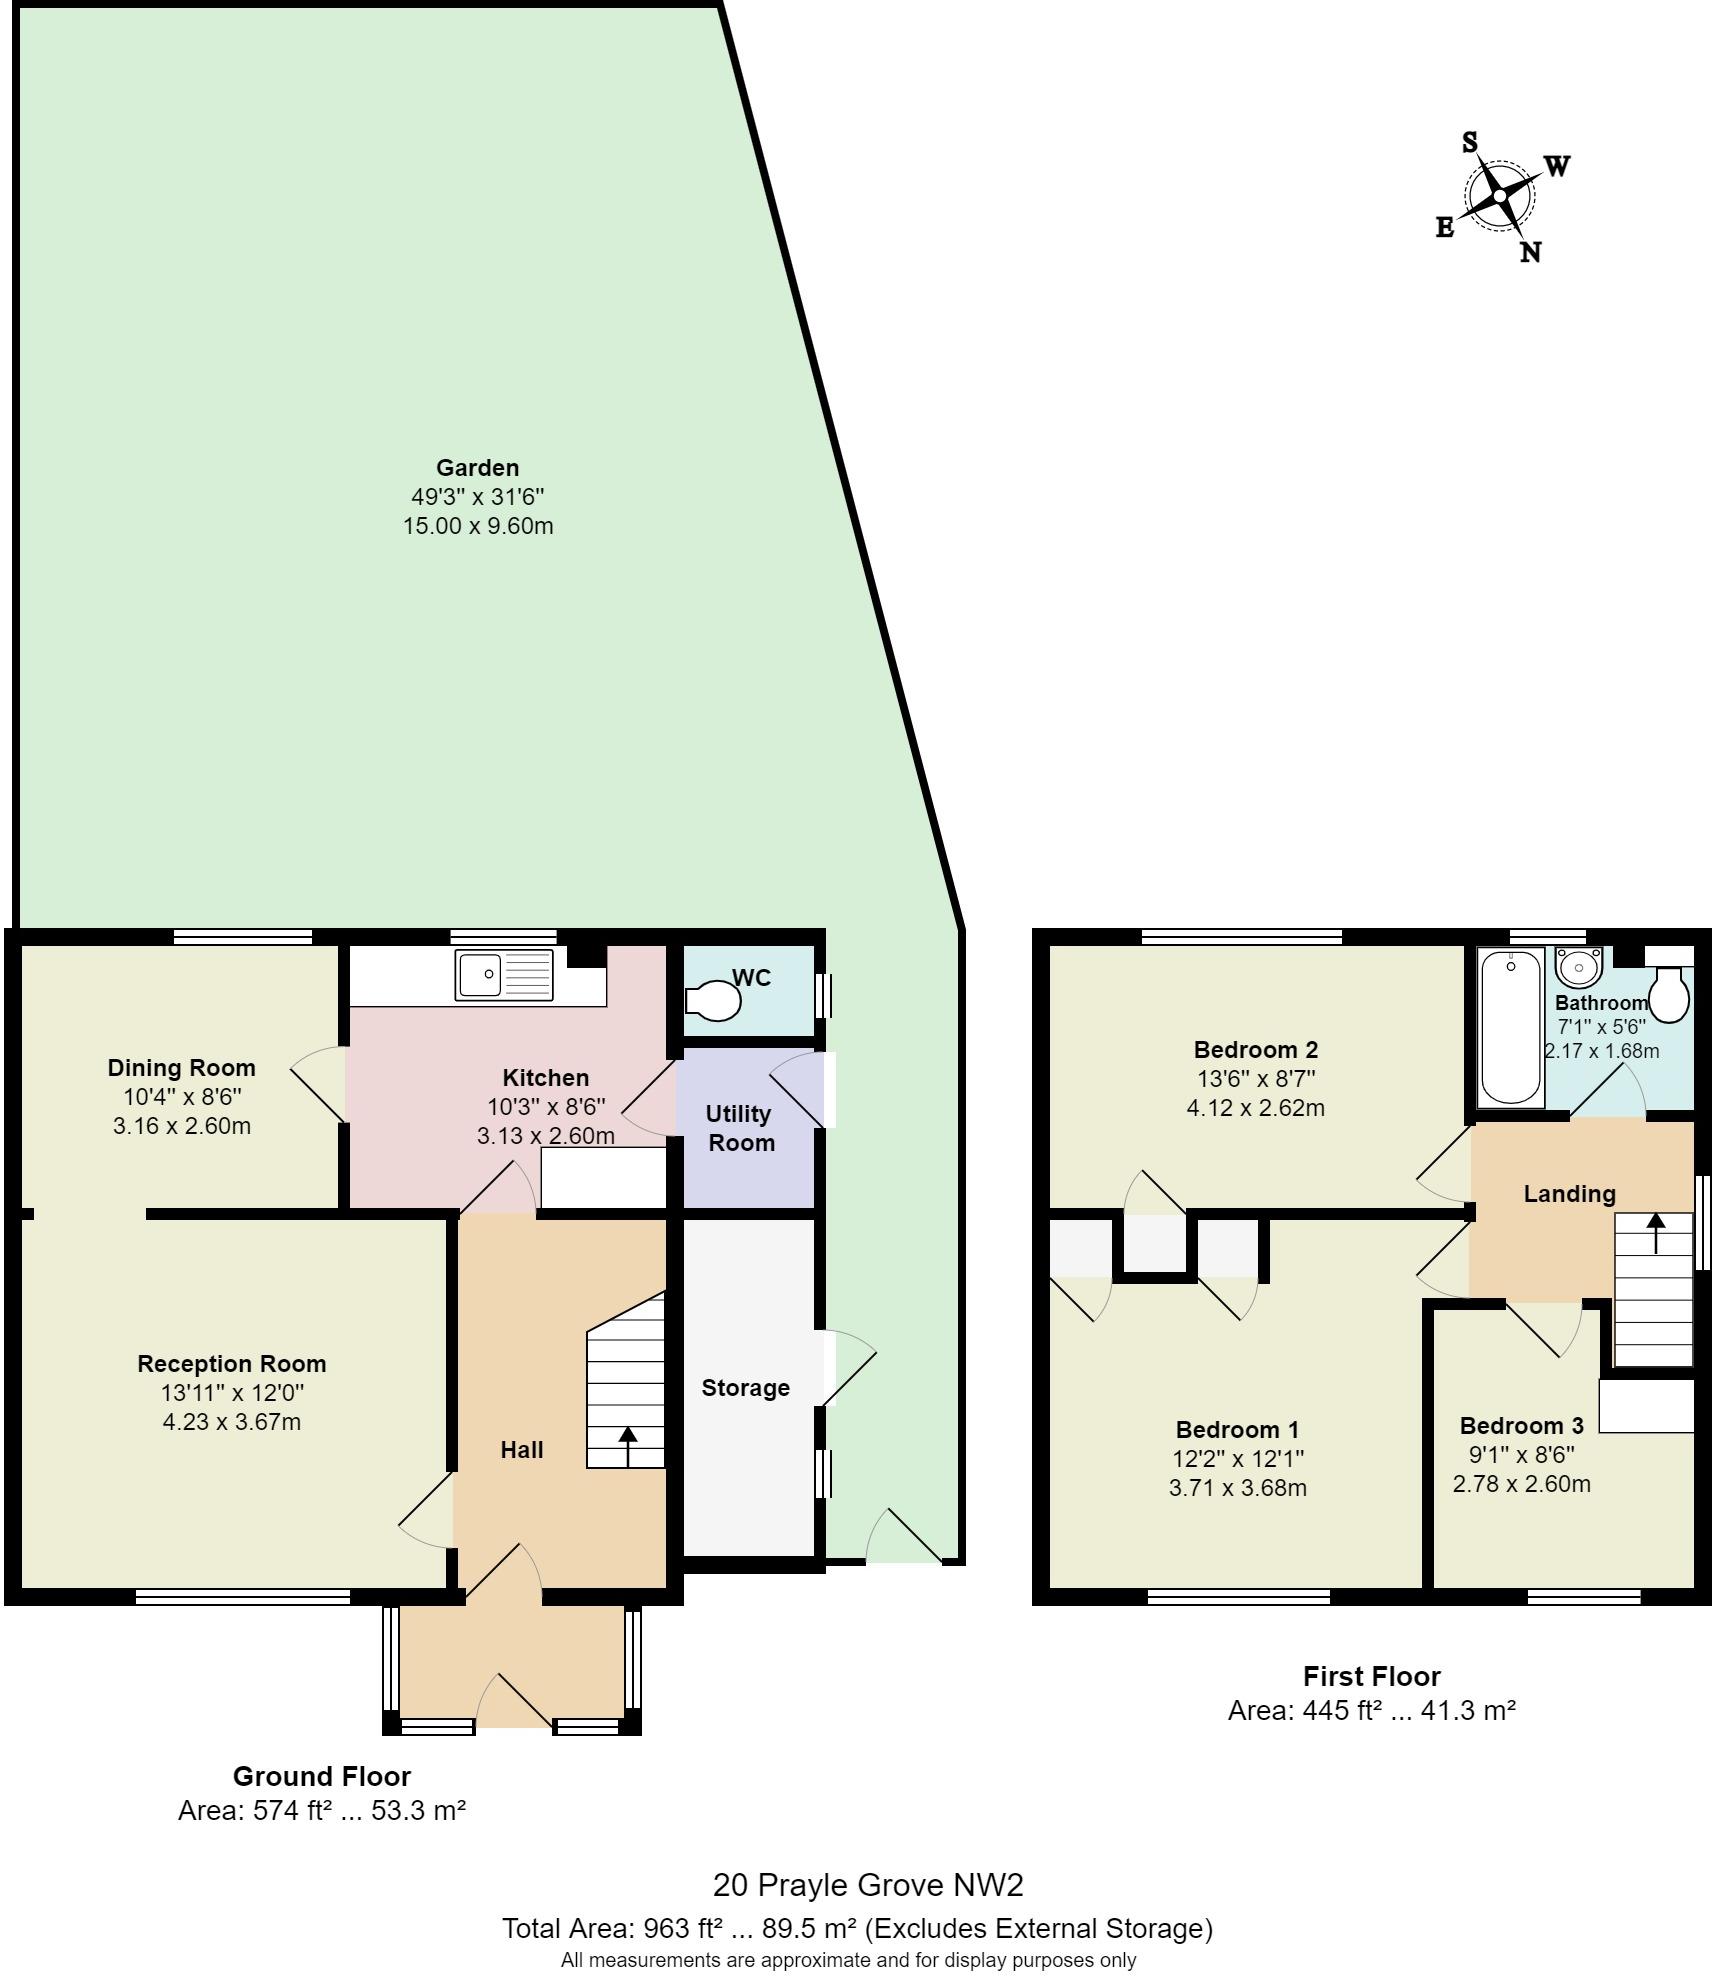 S
W
E
N
Garden
49'3" x 31'6"
15.00 x 9.60m
WC
Dining Room
10'4" x 8'6"
3.16 x 2.60m
Kitchen
10'3" x 8'6"
3.13 x 2.60m
Utility
Room
Reception Room
13'11" x 12'0"
4.23 x 3.67m
Hall
Storage
Bedroom 2
13'6" x 8'7"
4.12 x 2.62m
Bathroom
7'1" x 5'6"
2.17 x 1.68m
Landing
Bedroom 1
12'2" x 12'1"
3.71 x 3.68m
Bedroom 3
9'1" x 8'6"
2.78 x 2.60m
First Floor
Area: 445 ft² ... 41.3 m²
Ground Floor
Area: 574 ft² ... 53.3 m²
20 Prayle Grove NW2
Total Area: 963 ft² ... 89.5 m² (Excludes External Storage)
All measurements are approximate and for display purposes only